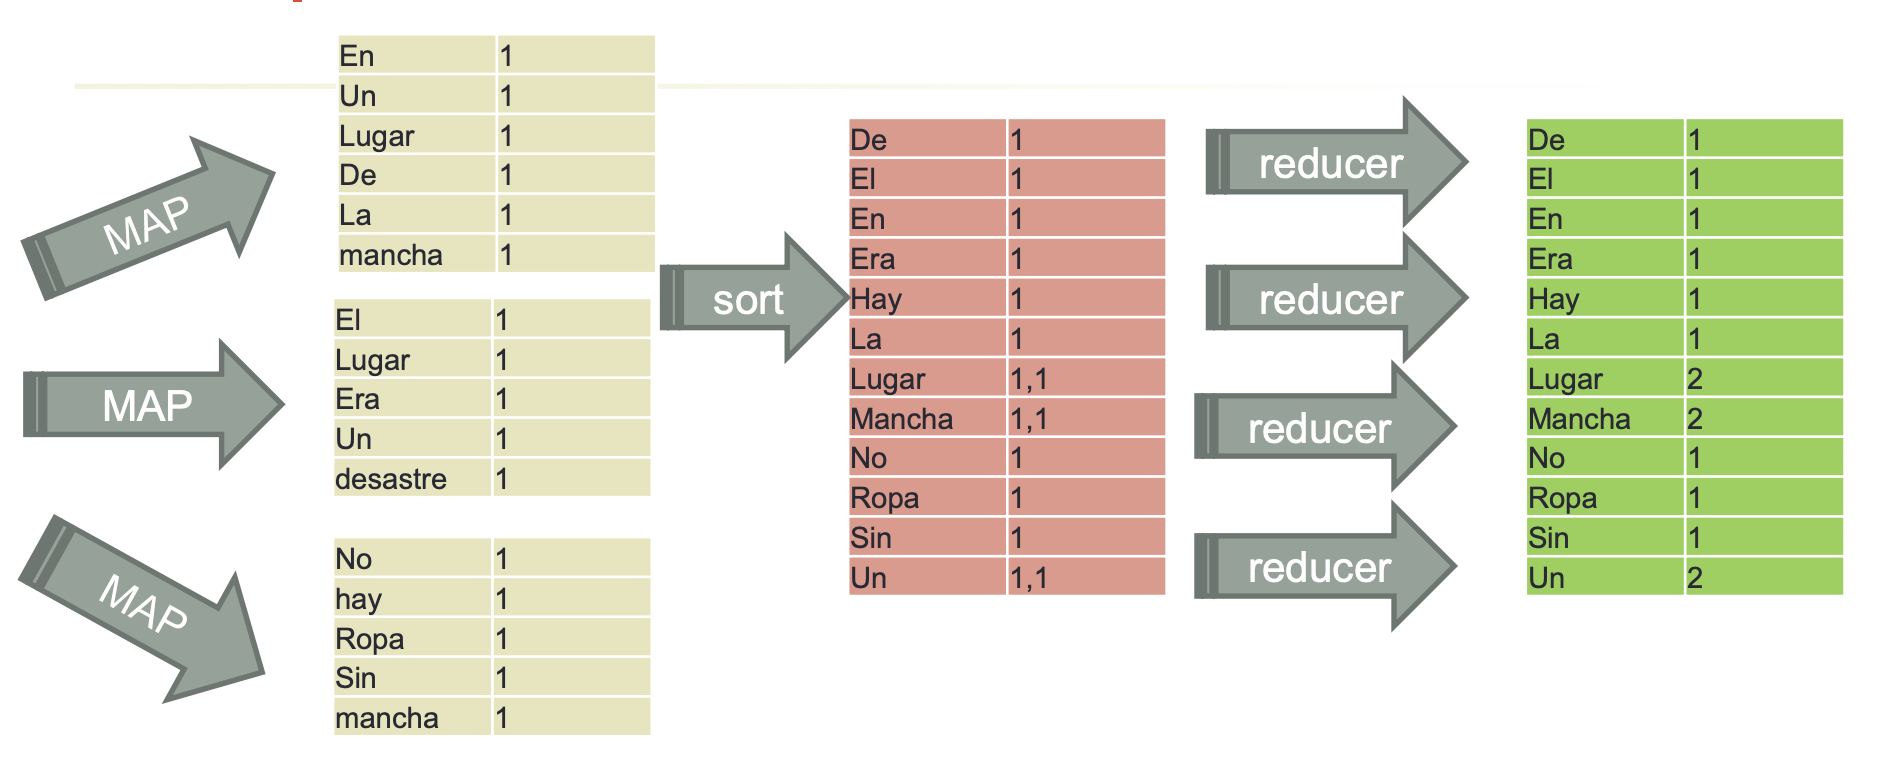 MAP
En 1
Un 1
Lugar 1
De 1
La 1
mancha 1
MAP
El 1
Lugar 1
Era 1
Un 1
desastre 1
MAP
No 1
hay 1
Ropa 1
Sin 1
mancha 1
sort
De 1
El 1
En 1
Era 1
Hay 1
La 1
Lugar 1,1
Mancha 1,1
No 1
Ropa 1
Sin 1
Un 1,1
reducer
reducer
reducer
reducer
De 1
El 1
En 1
Era 1
Hay 1
La 1
Lugar 2
Mancha 2
No 1
Ropa 1
Sin 1
Un 2